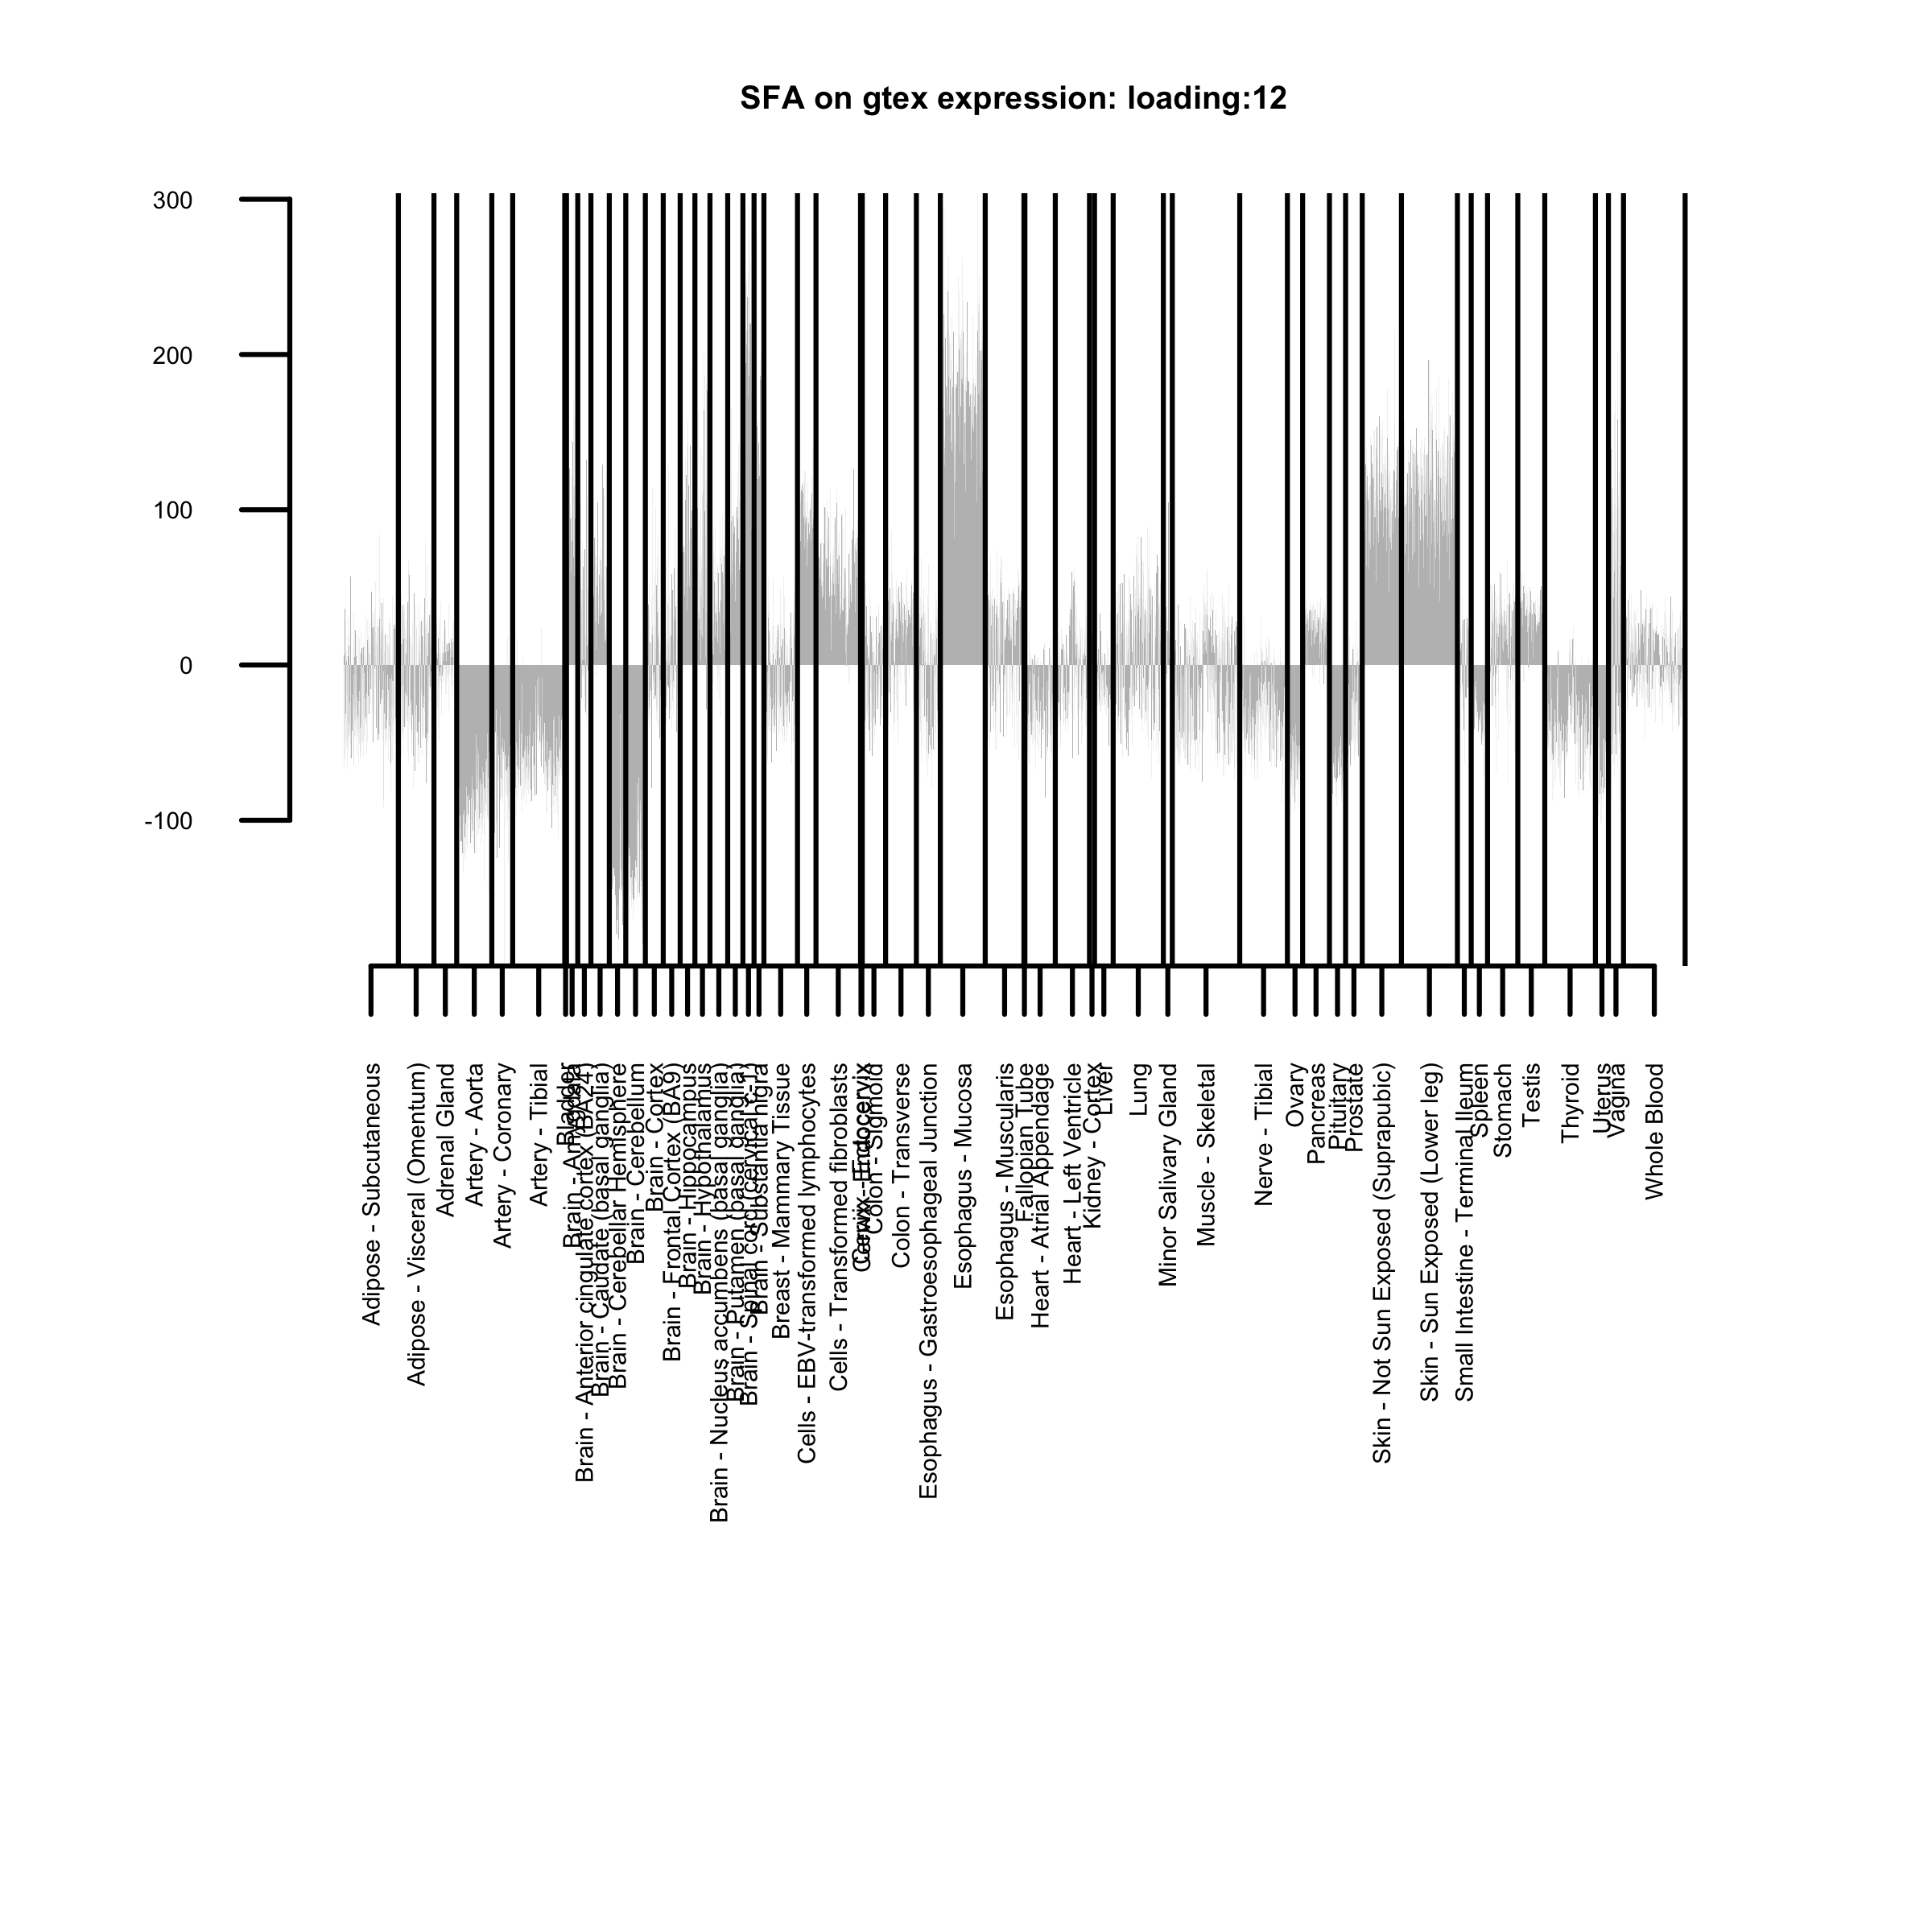 SFA on gtex expression: loading:12
300
200
100
0
-100
Adipose - Subcutaneous
Adipose - Visceral (Omentum)
Adrenal Gland
Artery - Aorta
Artery - Coronary
Artery - Tibial
Bladder
Brain - Amygdala
Brain - Anterior cingulate cortex (BA24)
Brain - Caudate (basal ganglia)
Brain - Cerebellar Hemisphere
Brain - Cerebellum
Brain - Cortex
Brain - Frontal Cortex (BA9)
Brain - Hippocampus
Brain - Hypothalamus
Brain - Nucleus accumbens (basal ganglia)
Brain - Putamen (basal ganglia)
Brain - Spinal cord (cervical c-1)
Brain - Substantia nigra
Breast - Mammary Tissue
Cells - EBV-transformed lymphocytes
Cells - Transformed fibroblasts
Cervix - Endocervix
Colon - Sigmoid
Colon - Transverse
Esophagus - Gastroesophageal Junction
Esophagus - Mucosa
Esophagus - Muscularis
Fallopian Tube
Heart - Atrial Appendage
Heart - Left Ventricle
Kidney - Cortex
Liver
Lung
Minor Salivary Gland
Muscle - Skeletal
Nerve - Tibial
Ovary
Pancreas
Pituitary
Prostate
Skin - Not Sun Exposed (Suprapubic)
Skin - Sun Exposed (Lower leg)
Small Intestine - Terminal Ileum
Spleen
Stomach
Testis
Thyroid
Uterus
Vagina
Whole Blood